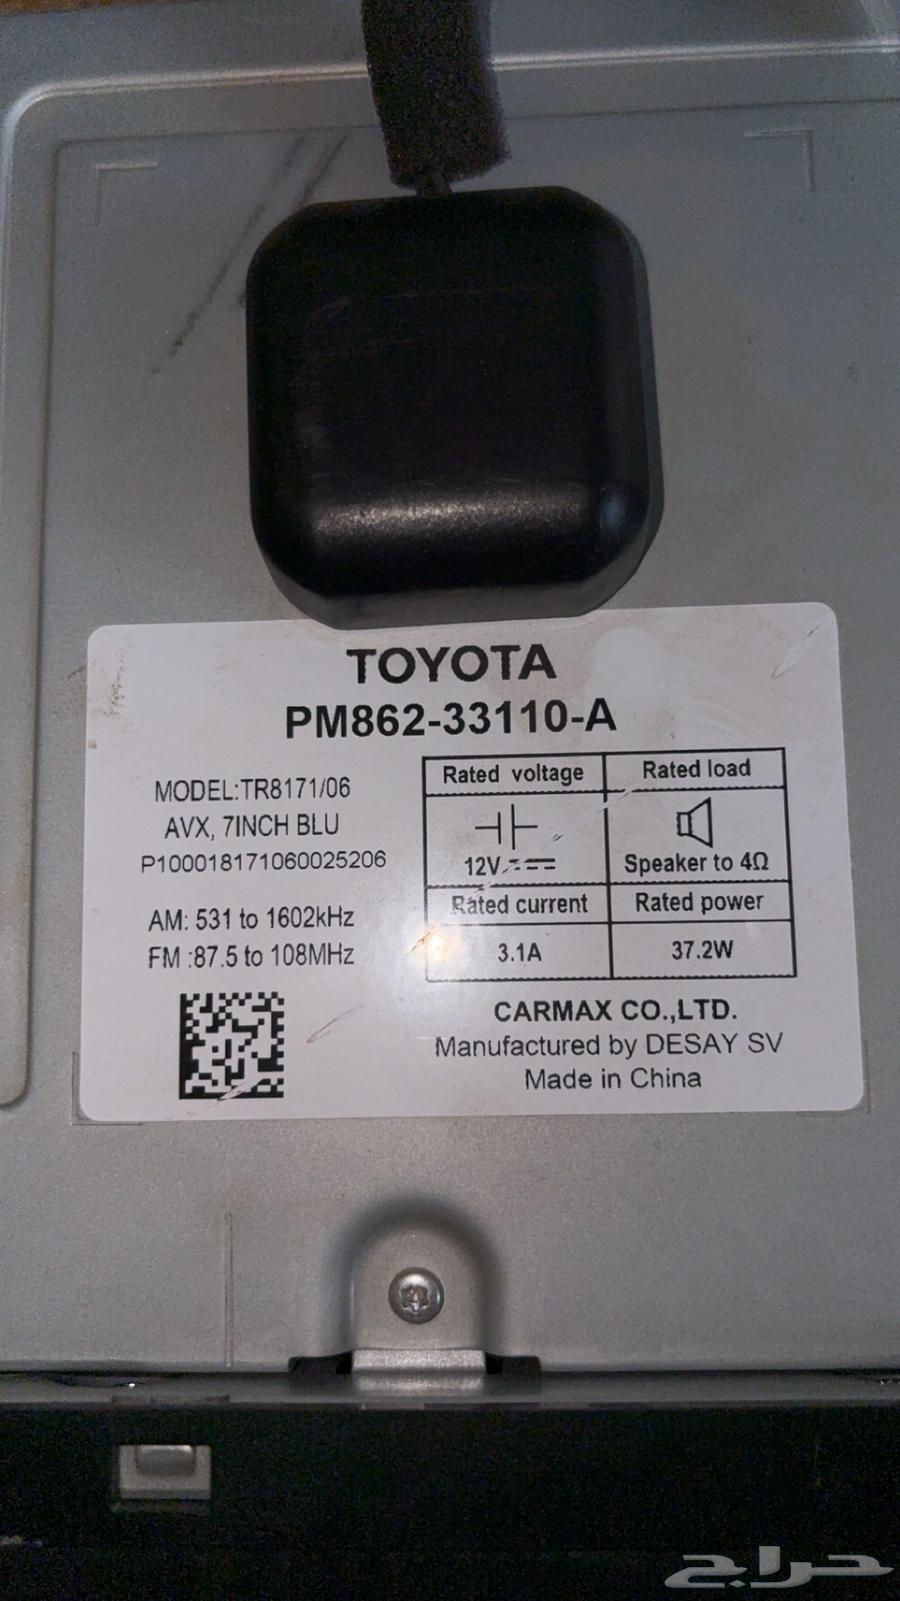 TOYOTA
PM862-33110-A
MODEL:TR8171/06
AVX, 7INCH BLU
P100018171060025206
AM: 531 to 1602kHz
FM :87.5 to 108MHz
Rated voltage
Rated load
12V
Speaker to 4Ω
Rated current
Rated power
3.1A
37.2W
CARMAX CO.,LTD.
Manufactured by DESAY SV
Made in China
حراج